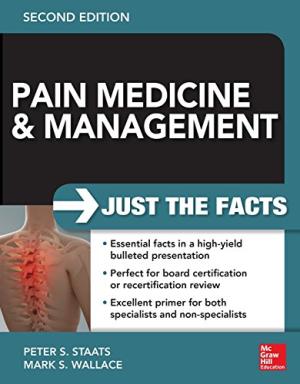 SECOND EDITION
PAIN MEDICINE
& MANAGEMENT
JUST THE FACTS
• Essential facts in a high-yield
bulleted presentation
• Perfect for board certification
or recertification review
• Excellent primer for both
specialists and non-specialists
PETER S. STAATS
MARK S. WALLACE
Mc
Graw
Hill
Education